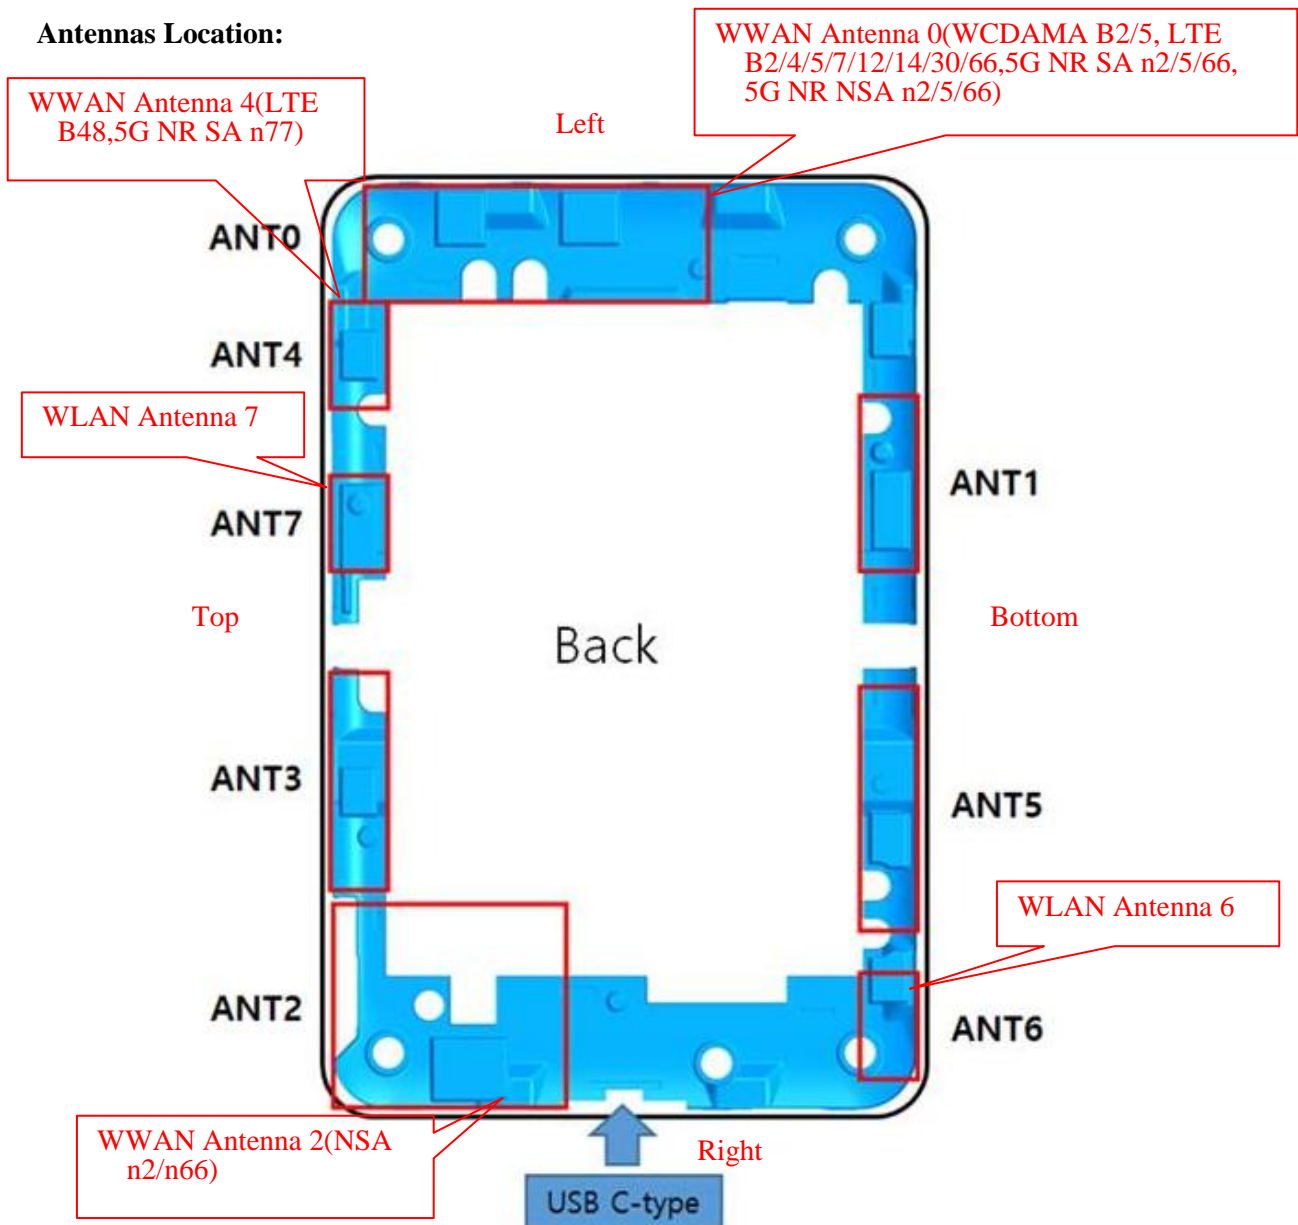 Antennas Location:
WWAN Antenna 0(WCDAMA B2/5, LTE
B2/4/5/7/12/14/30/66,5G NR SA n2/5/66,
5G NR NSA n2/5/66)
WWAN Antenna 4(LTE
B48,5G NR SA n77)
Left
ANT0
ANT4
WLAN Antenna 7
ANT1
ANT7
Top
Back
Bottom
ANT3
ANT5
WLAN Antenna 6
ANT2
ANT6
WWAN Antenna 2(NSA
n2/n66)
Right
USB C-type